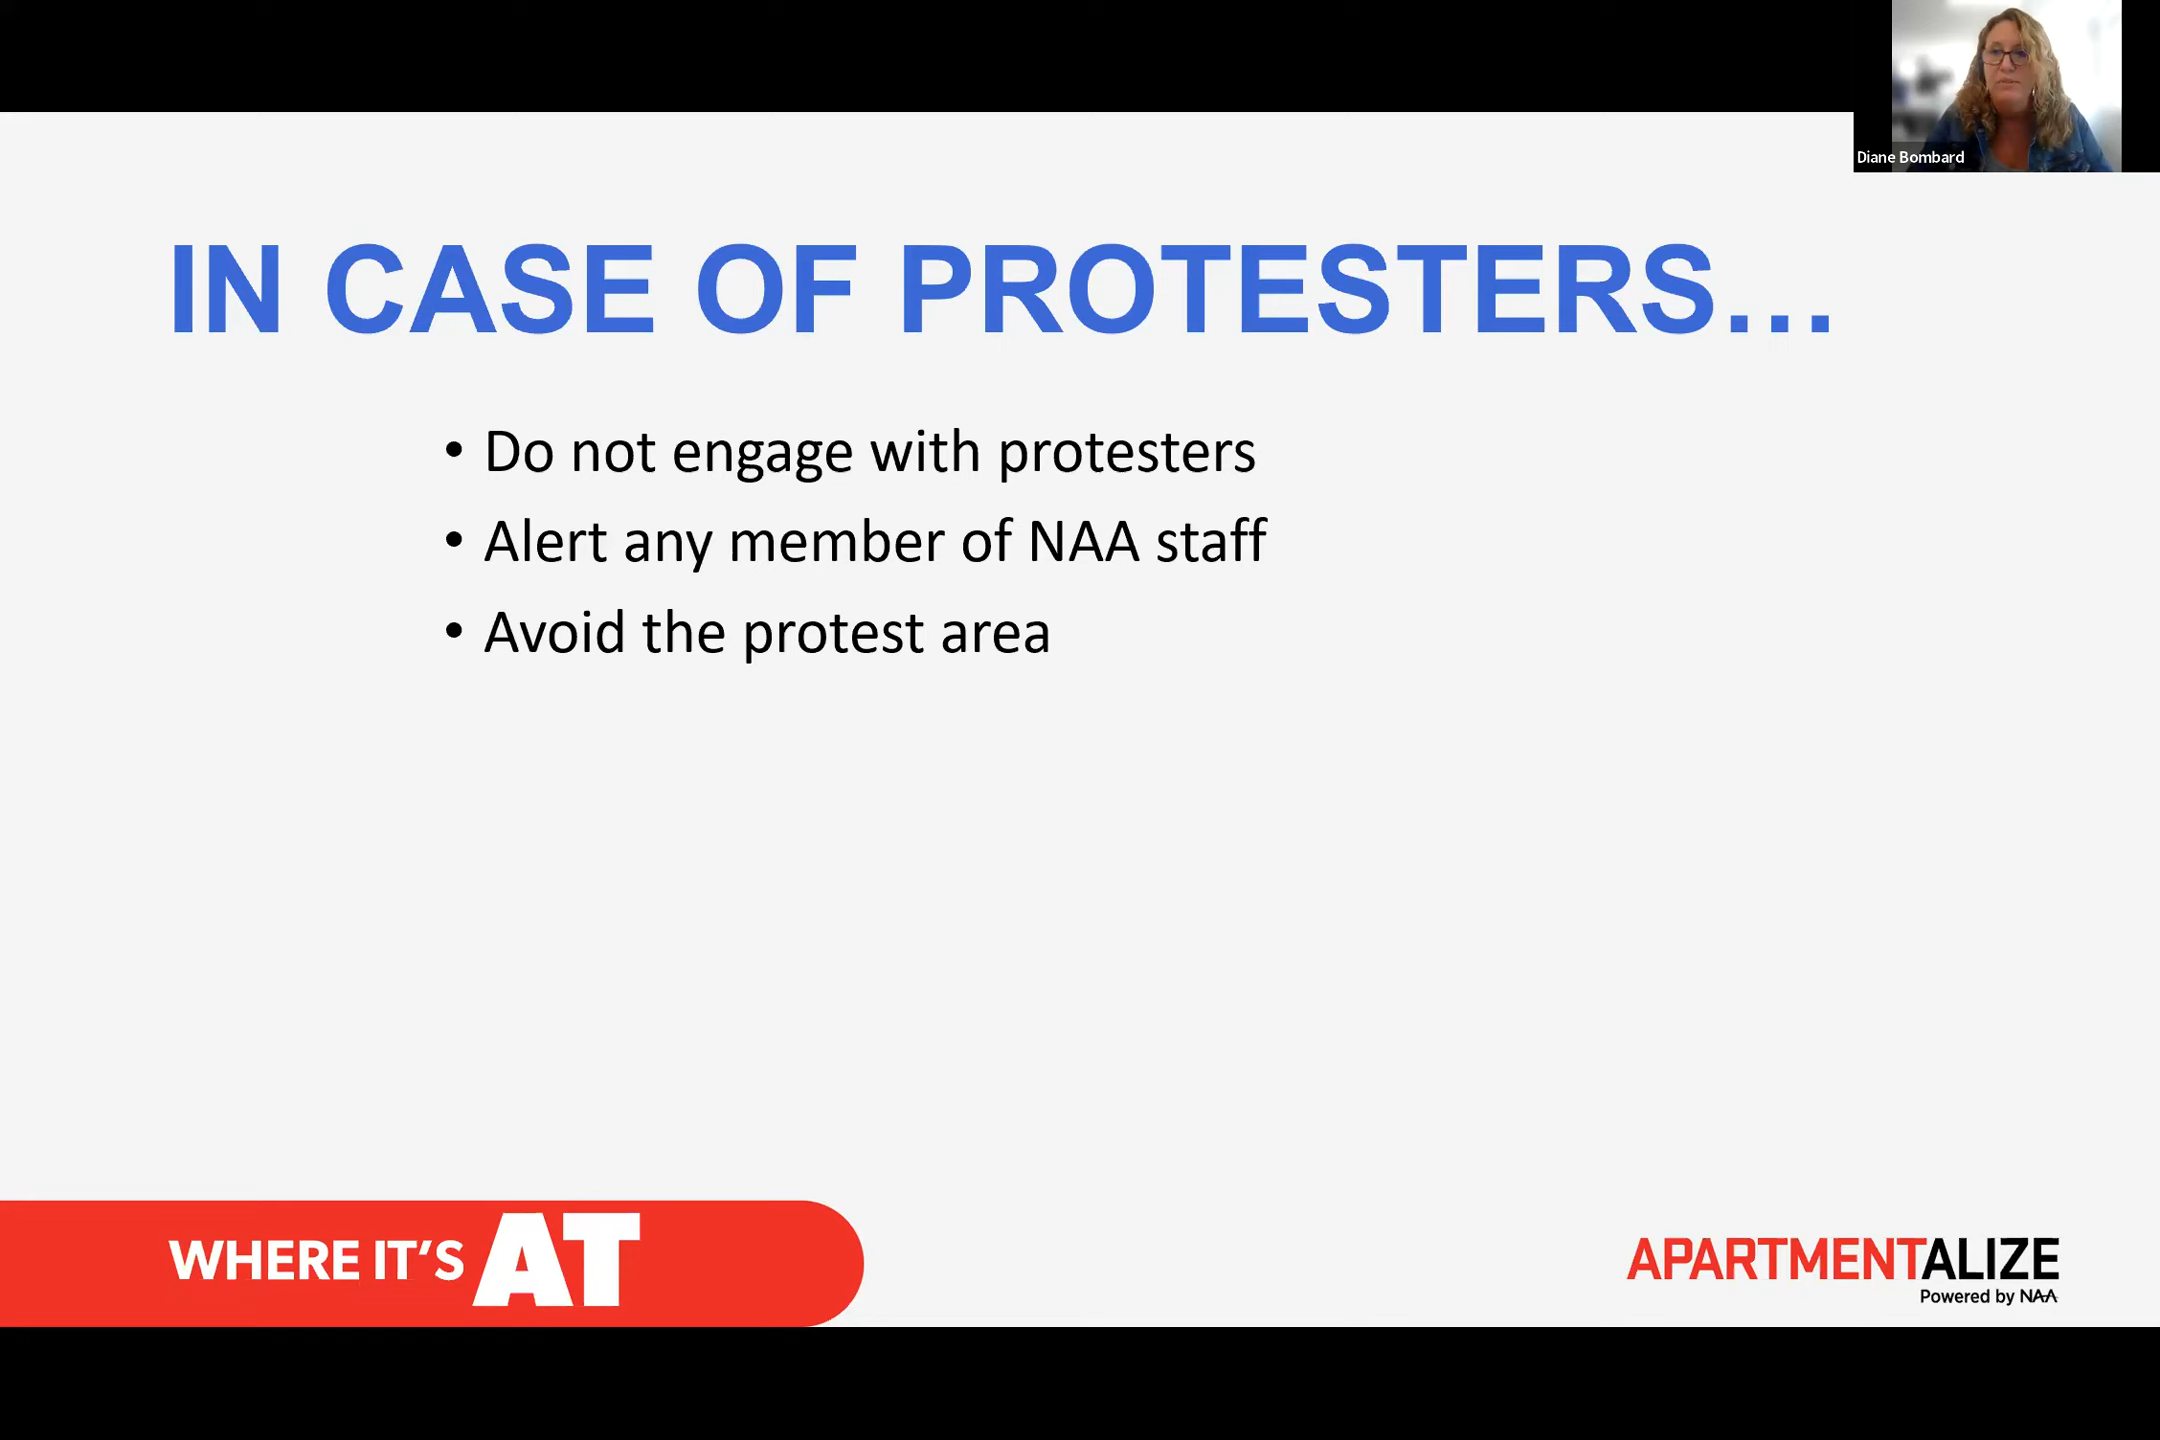 Diane Bombard
IN CASE OF PROTESTERS...
• Do not engage with protesters
• Alert any member of NAA staff
• Avoid the protest area
WHERE IT'S AT
APARTMENTALIZE
Powered by NAA